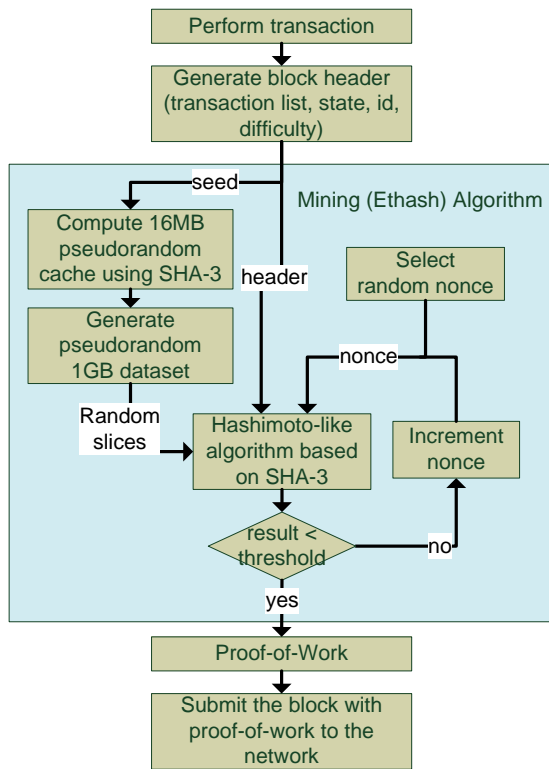 Perform transaction
Generate block header
(transaction list, state, id,
difficulty)
seed
Mining (Ethash) Algorithm
Compute 16MB
pseudorandom
cache using SHA-3
header
Select
random nonce
Generate
pseudorandom
1GB dataset
nonce
Random
slices
Hashimoto-like
algorithm based
on SHA-3
Increment
nonce
result <
threshold
no
yes
Proof-of-Work
Submit the block with
proof-of-work to the
network